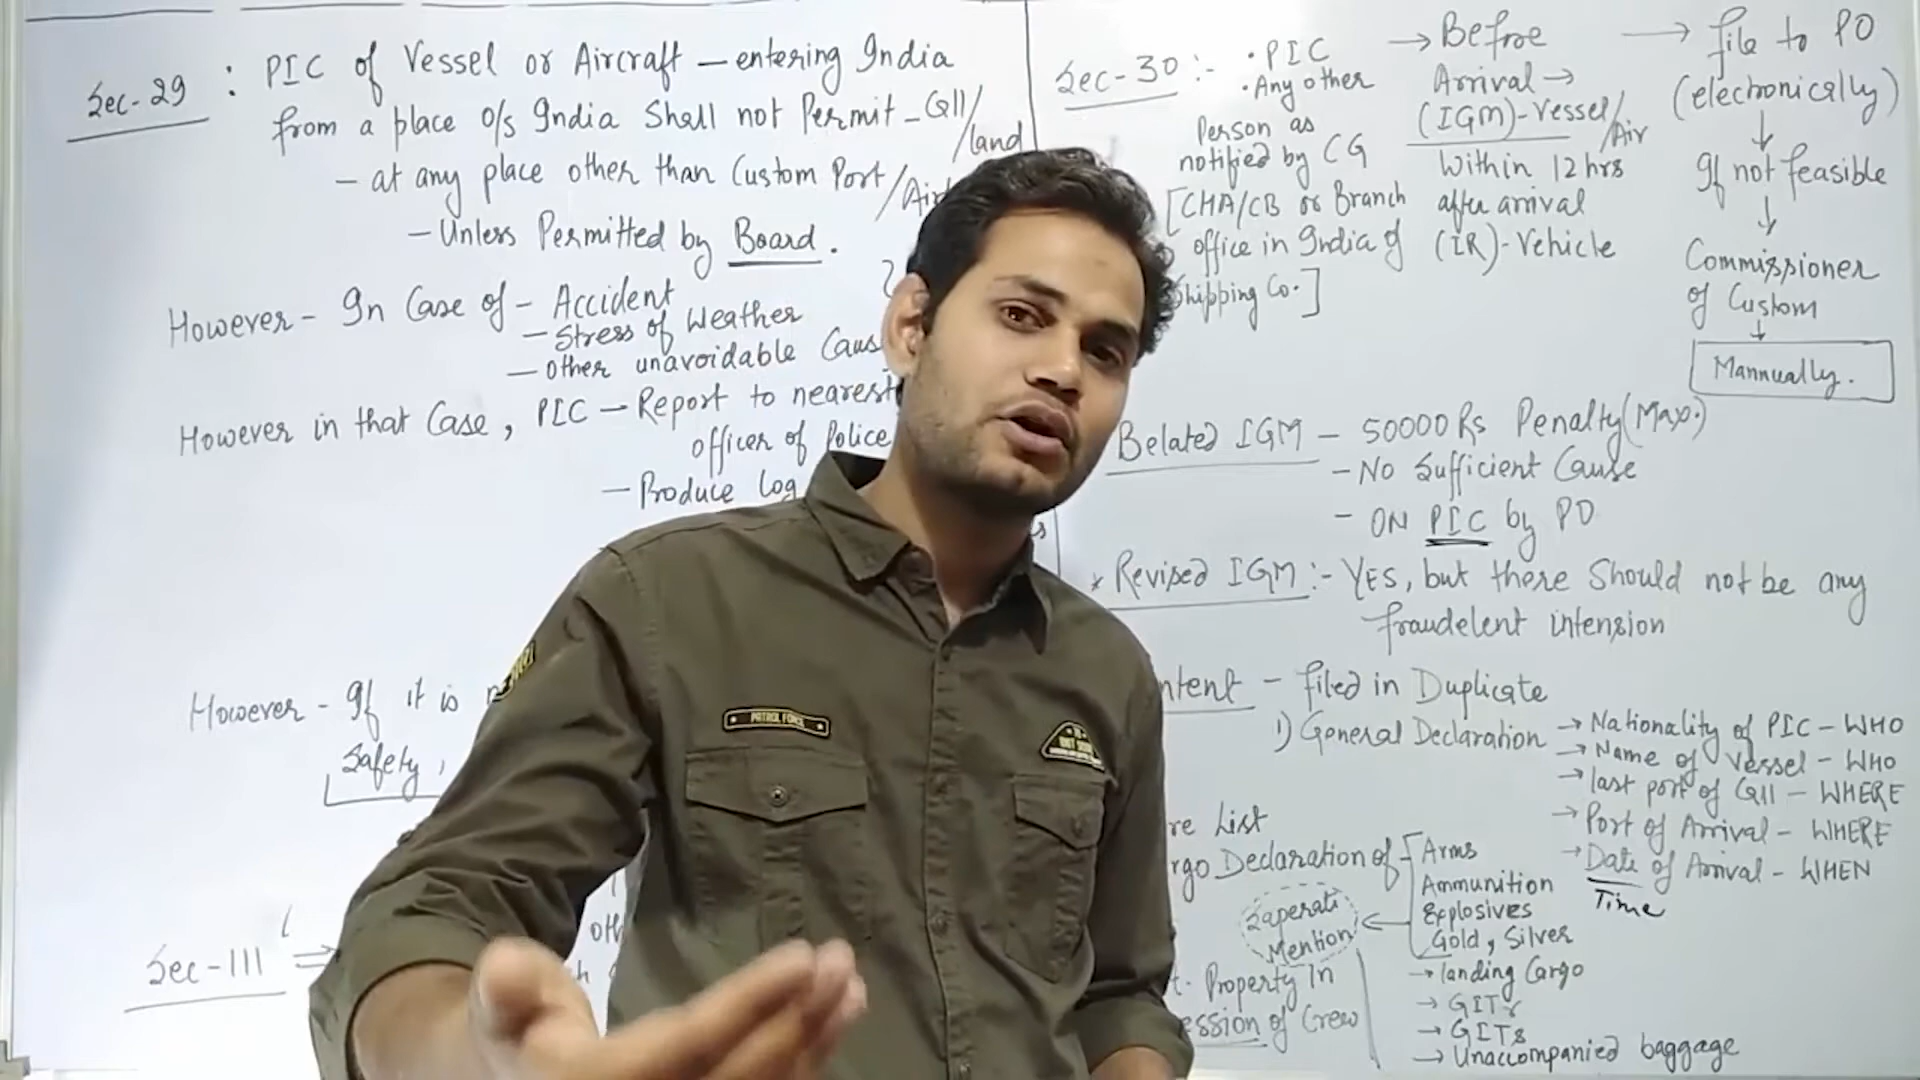 Sec-29 : PIC of Vessel or Aircraft – entering India
from a place o/s India Shall not Permit – Call/land
– at any place other than Custom Port/
– Unless Permitted by Board.
However – In Case of – Accident
– Stress of Weather
– Other unavoidable
However in that Case, PIC – Report to nearest
officer of Police
– Produce Log
However – If it is
Safety,
Sec-111 ⇒
Sec-30 :- • PIC
• Any other
Person as
notified by CG
[CHA/CB or Branch
office in India of
Shipping Co.]
→ Before
Arrival →
(IGM)-Vessel/Air
Within 12 hrs
after arrival
(IR)-Vehicle
→ file to PO
(electronically)
↓
If not feasible
↓
Commissioner
of Custom
↓
Mannually.
Belated IGM – 50000 Rs Penalty (Max.)
– No Sufficient Cause
– ON PIC by PO
* Revised IGM :- YES, but there Should not be any
fraudelent intension
– filed in Duplicate
1) General Declaration → Nationality of PIC – WHO
→ Name of Vessel – WHO
→ last port of Call – WHERE
→ Port of Arrival – WHERE
→ Date of Arrival – WHEN
Time
List
Declaration of – Arms
Ammunition
Explosives
Gold, Silver
Saperati
Mention
→ landing Cargo
→ GITr
→ GITs
→ Unaccompanied baggage
Property In
of Crew
PATROL FORCE